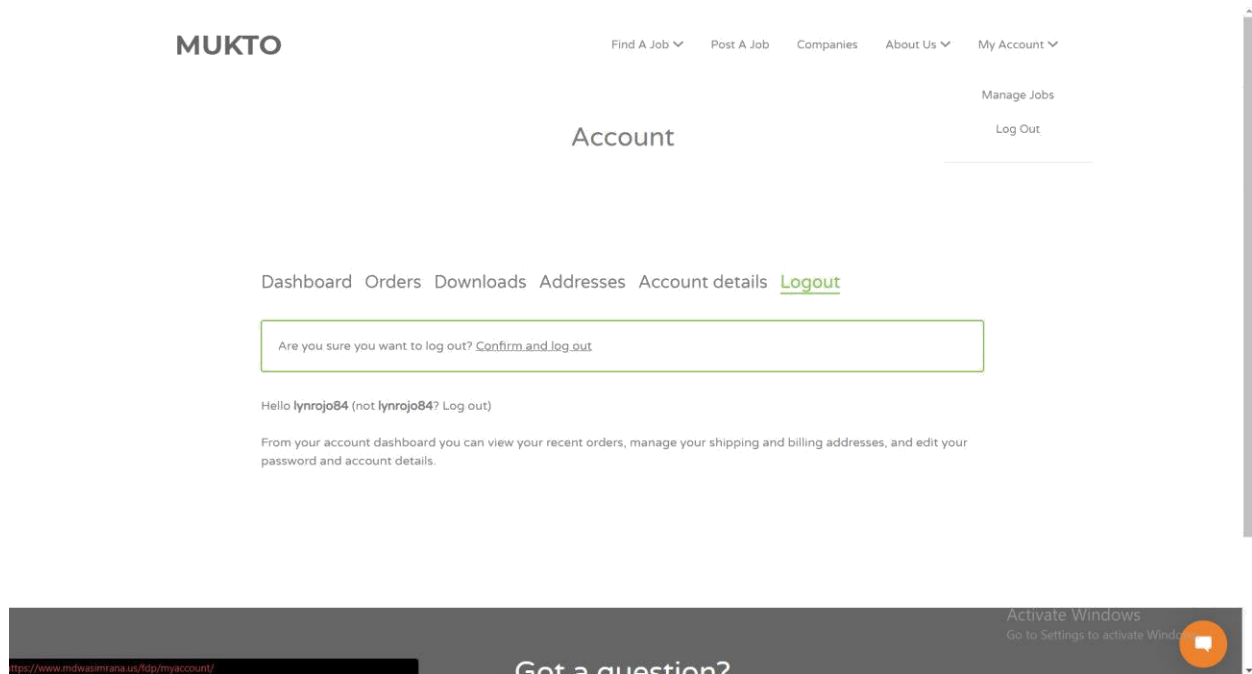 MUKTO
Find A Job Post A Job Companies About Us My Account
Manage Jobs
Log Out
Account
Dashboard Orders Downloads Addresses Account details Logout
Are you sure you want to log out? Confirm and log out
Hello lynrojo84 (not lynrojo84? Log out)
From your account dashboard you can view your recent orders, manage your shipping and billing addresses, and edit your
password and account details.
Activate Windows
Go to Settings to activate Windo
ttps://www.mdwasimrana.us/fdp/myaccount/
Got a question?